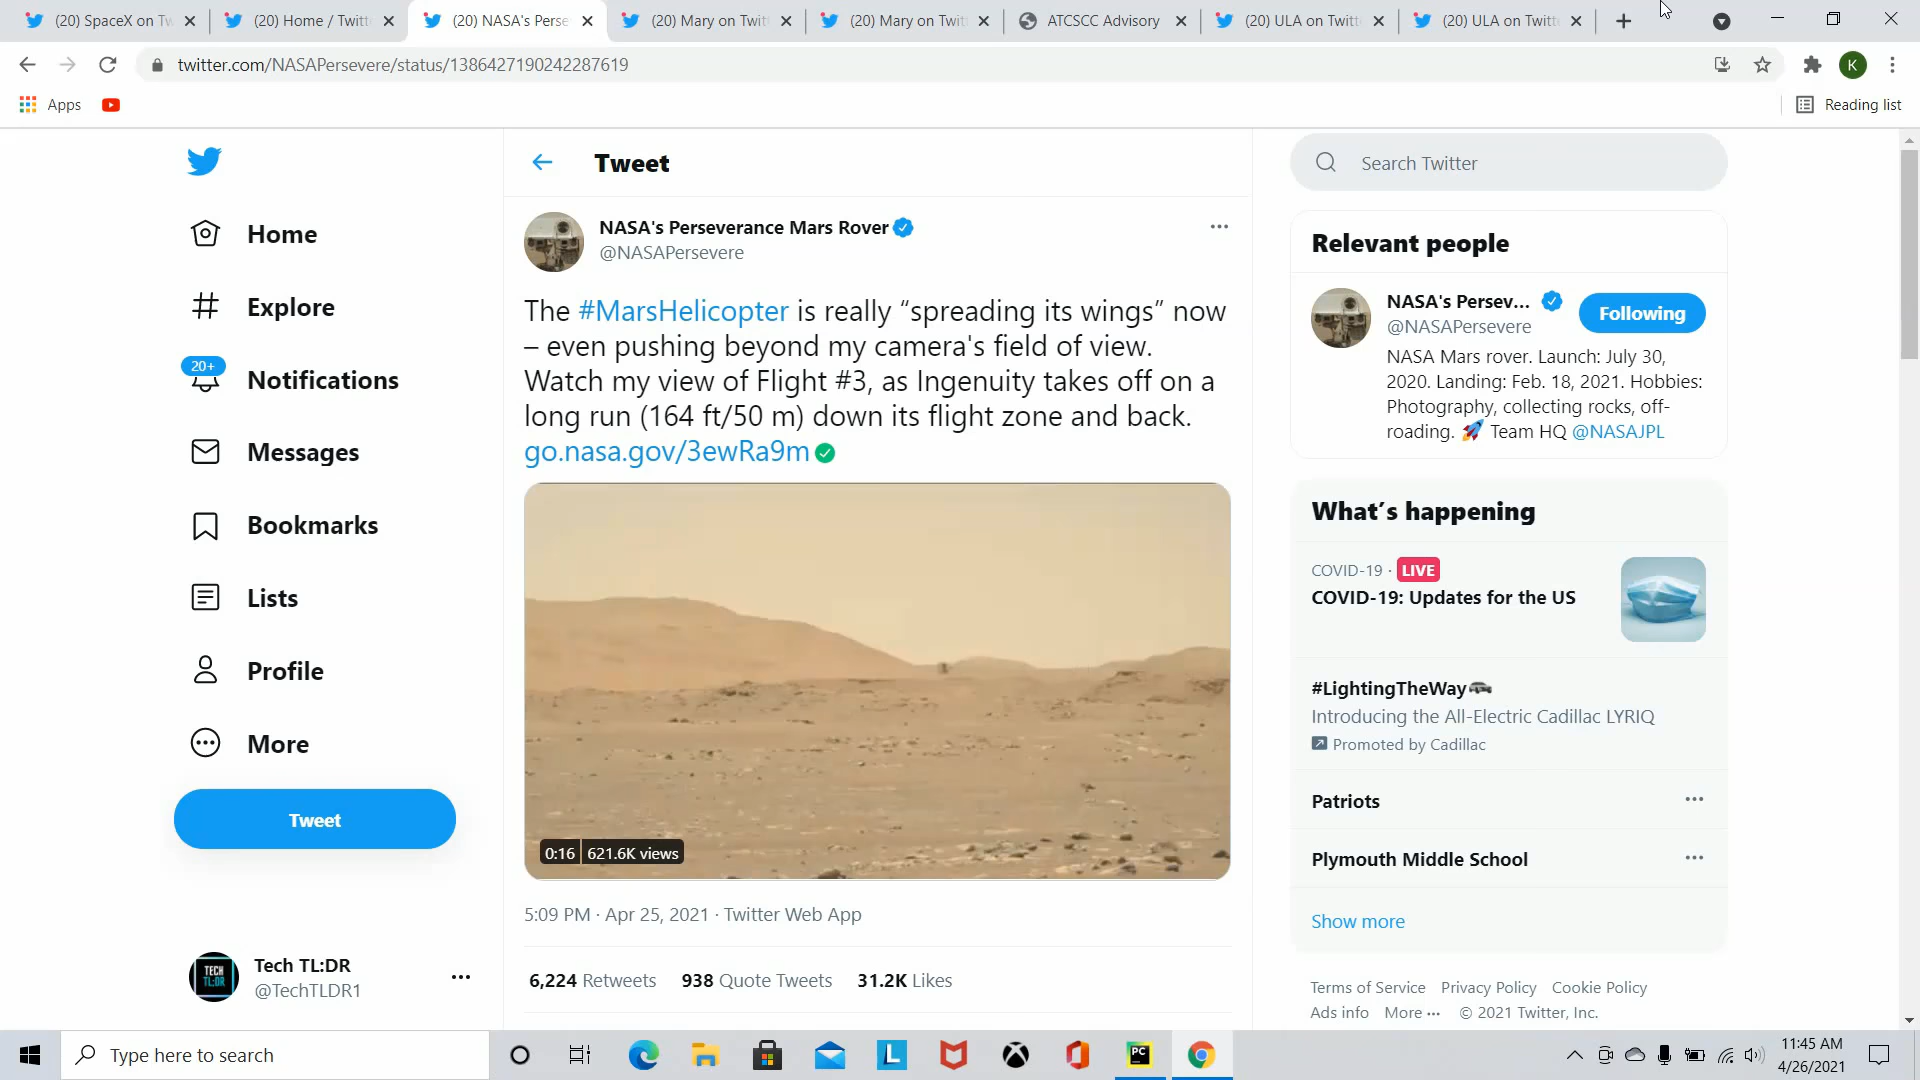 (20) SpaceX on Tw
(20) Home / Twitt
(20) NASA's Perse
(20) Mary on Twit
(20) Mary on Twit
ATCSCC Advisory
(20) ULA on Twitt
(20) ULA on Twitt
twitter.com/NASAPersevere/status/1386427190242287619
K
Apps
Reading list
Home
Explore
20+
Notifications
Messages
Bookmarks
Lists
Profile
More
Tweet
TECH
TL:DR
Tech TL:DR
@TechTLDR1
Tweet
NASA's Perseverance Mars Rover
@NASAPersevere
The #MarsHelicopter is really “spreading its wings” now
– even pushing beyond my camera's field of view.
Watch my view of Flight #3, as Ingenuity takes off on a
long run (164 ft/50 m) down its flight zone and back.
go.nasa.gov/3ewRa9m
0:16 621.6K views
5:09 PM · Apr 25, 2021 · Twitter Web App
6,224 Retweets 938 Quote Tweets 31.2K Likes
Search Twitter
Relevant people
NASA's Persev...
@NASAPersevere
Following
NASA Mars rover. Launch: July 30,
2020. Landing: Feb. 18, 2021. Hobbies:
Photography, collecting rocks, off-
roading. 🚀 Team HQ @NASAJPL
What’s happening
COVID-19 · LIVE
COVID-19: Updates for the US
#LightingTheWay
Introducing the All-Electric Cadillac LYRIQ
Promoted by Cadillac
Patriots
Plymouth Middle School
Show more
Terms of Service Privacy Policy Cookie Policy
Ads info More ··· © 2021 Twitter, Inc.
Type here to search
L
PC
11:45 AM
4/26/2021